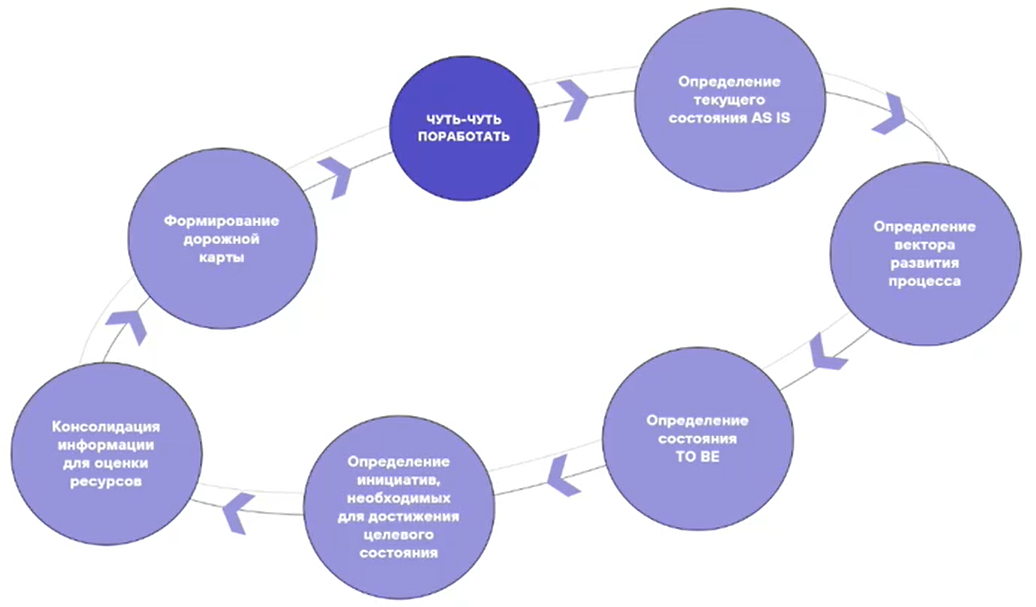 ЧУТЬ-ЧУТЬ
ПОРАБОТАТЬ
Определение
текущего
состояния AS IS
Определение
вектора
развития
процесса
Определение
состояния
TO BE
Определение
инициатив,
необходимых
для достижения
целевого
состояния
Консолидация
информации
для оценки
ресурсов
Формирование
дорожной
карты